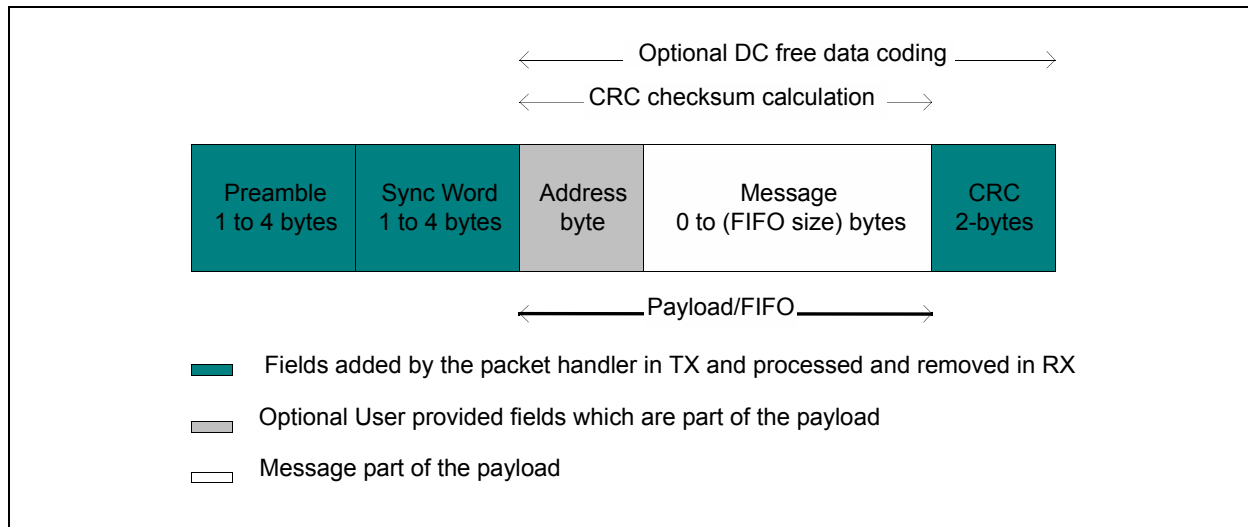 Optional DC free data coding
CRC checksum calculation
Preamble
1 to 4 bytes
Sync Word
1 to 4 bytes
Address
byte
Message
0 to (FIFO size) bytes
CRC
2-bytes
Payload/FIFO
Fields added by the packet handler in TX and processed and removed in RX
Optional User provided fields which are part of the payload
Message part of the payload